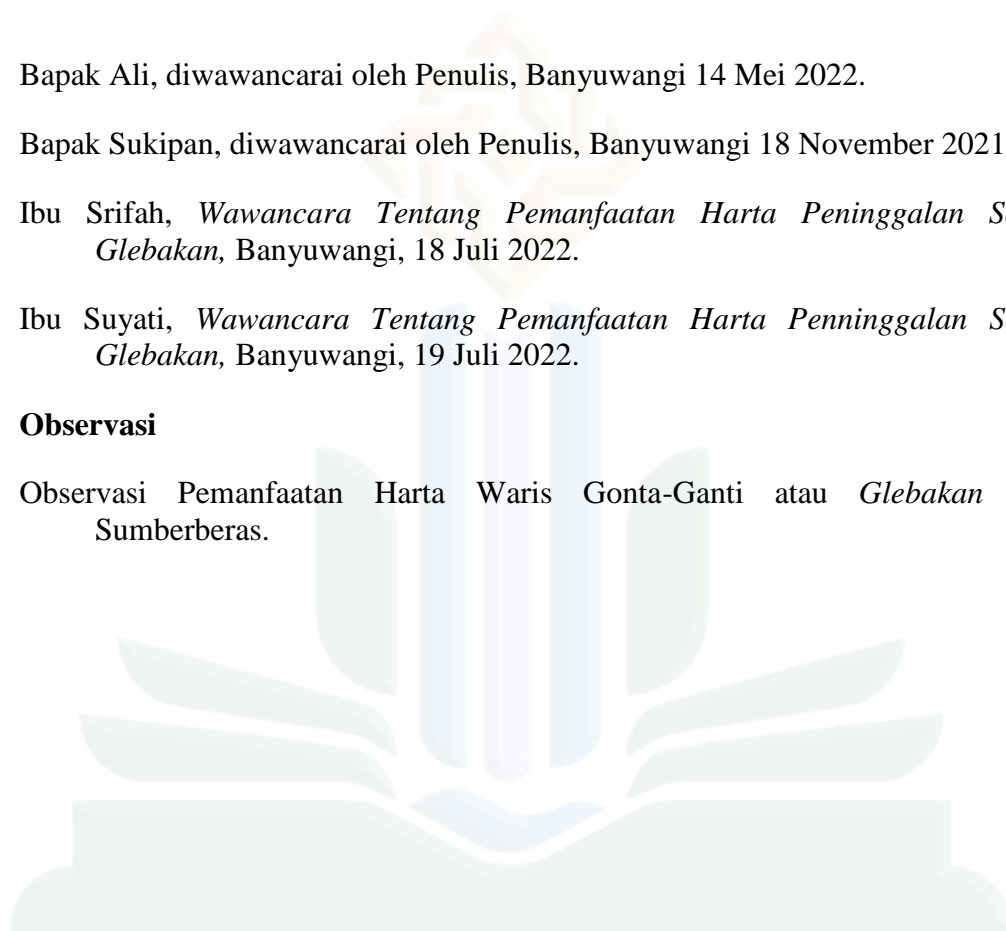 Bapak Ali, diwawancarai oleh Penulis, Banyuwangi 14 Mei 2022.
Bapak Sukipan, diwawancarai oleh Penulis, Banyuwangi 18 November 2021
Ibu Srifah, Wawancara Tentang Pemanfaatan Harta Peninggalan
Glebakan, Banyuwangi, 18 Juli 2022.
Ibu Suyati, Wawancara Tentang Pemanfaatan Harta Penninggalan
Glebakan, Banyuwangi, 19 Juli 2022.
Observasi
Observasi Pemanfaatan Harta Waris Gonta-Ganti atau Glebakan
Sumberberas.